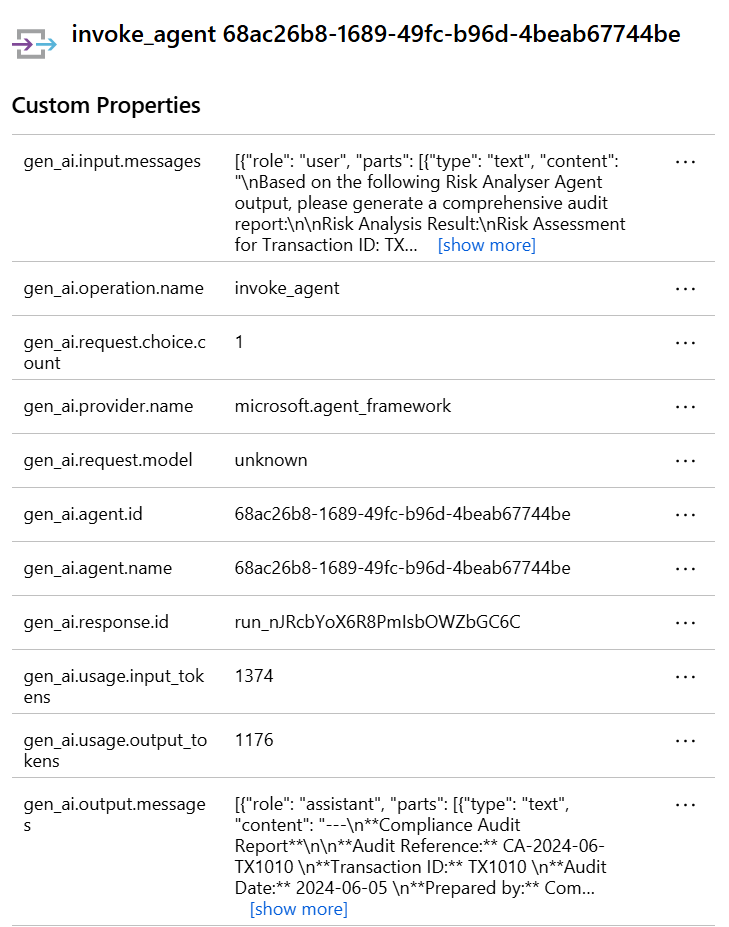 invoke_agent 68ac26b8-1689-49fc-b96d-4beab67744be
Custom Properties
gen_ai.input.messages
[{"role": "user", "parts": [{"type": "text", "content":
"\nBased on the following Risk Analyser Agent
output, please generate a comprehensive audit
report:\n\nRisk Analysis Result:\nRisk Assessment
for Transaction ID: TX... [show more]
...
gen_ai.operation.name
invoke_agent
...
gen_ai.request.choice.c
ount
1
...
gen_ai.provider.name
microsoft.agent_framework
...
gen_ai.request.model
unknown
...
gen_ai.agent.id
68ac26b8-1689-49fc-b96d-4beab67744be
...
gen_ai.agent.name
68ac26b8-1689-49fc-b96d-4beab67744be
...
gen_ai.response.id
run_nJRcbYoX6R8PmIsbOWZbGC6C
...
gen_ai.usage.input_tok
ens
1374
...
gen_ai.usage.output_to
kens
1176
...
gen_ai.output.message
s
[{"role": "assistant", "parts": [{"type": "text",
"content": "---\n**Compliance Audit
Report**\n\n**Audit Reference:** CA-2024-06-
TX1010 \n**Transaction ID:** TX1010 \n**Audit
Date:** 2024-06-05 \n**Prepared by:** Com...
[show more]
...